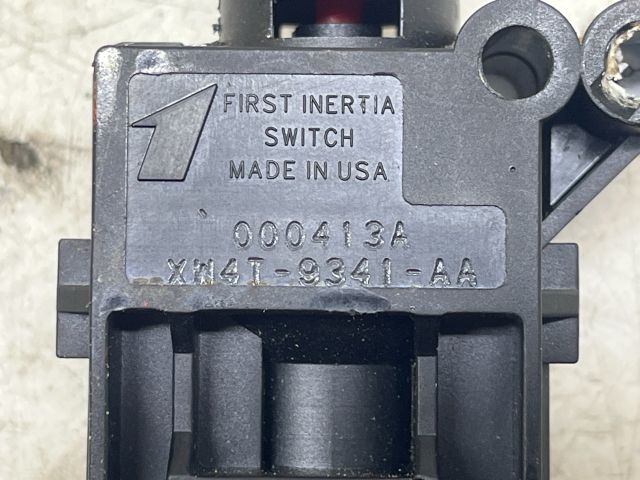 FIRST INERTIA
SWITCH
MADE IN USA
000413A
XW4T-9341-AA